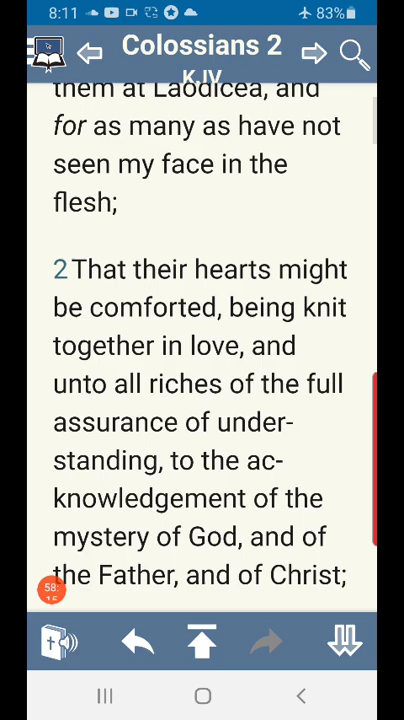 8:11
83%
Colossians 2
KJV
them at Laodicea, and
for as many as have not
seen my face in the
flesh;
2 That their hearts might
be comforted, being knit
together in love, and
unto all riches of the full
assurance of under-
standing, to the ac-
knowledgement of the
mystery of God, and of
the Father, and of Christ;
58: